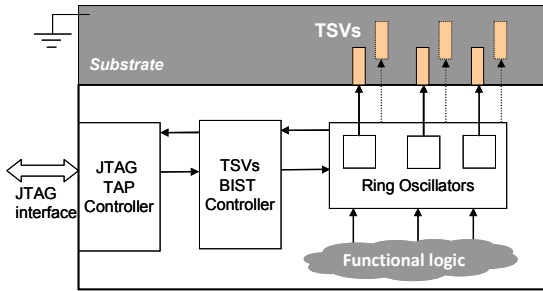 TSVs
Substrate
JTAG
interface
JTAG
TAP
Controller
TSVs
BIST
Controller
Ring Oscillators
Functional logic